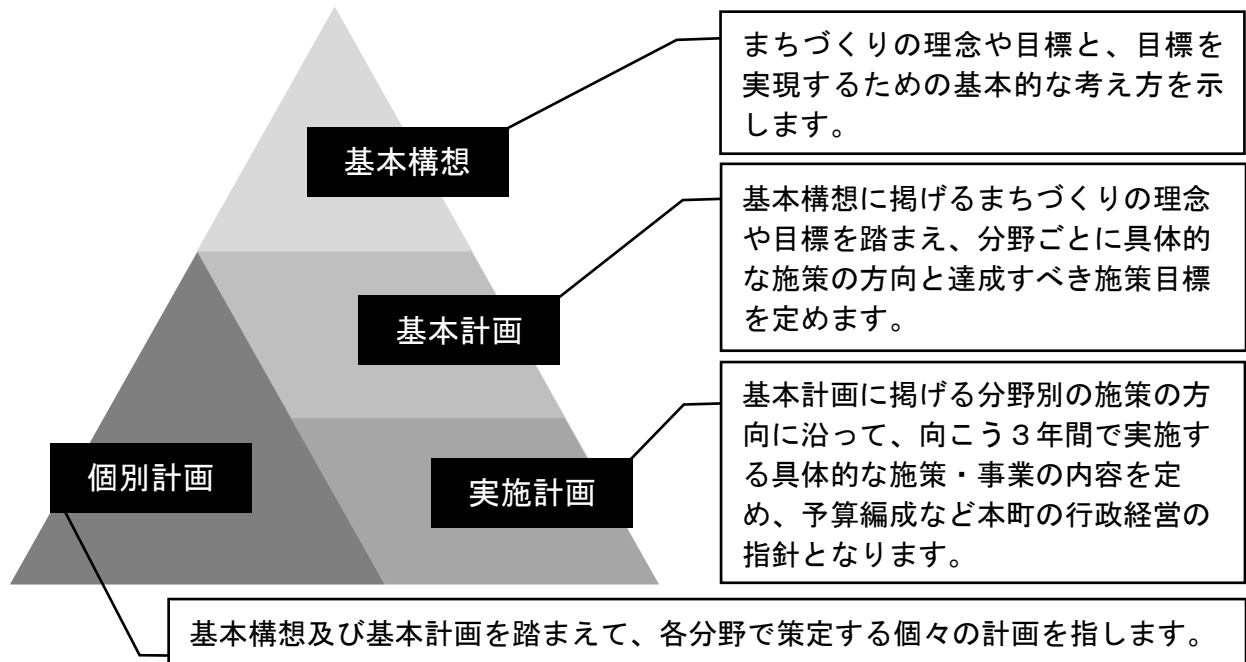 まちづくりの理念や目標と、目標を
実現するための基本的な考え方を示
します。
基本構想
基本構想に掲げるまちづくりの理念
や目標を踏まえ、分野ごとに具体的
な施策の方向と達成すべき施策目標
を定めます。
基本計画
基本計画に掲げる分野別の施策の方
向に沿って、向こう３年間で実施す
る具体的な施策・事業の内容を定
め、予算編成など本町の行政経営の
指針となります。
個別計画
実施計画
基本構想及び基本計画を踏まえて、各分野で策定する個々の計画を指します。